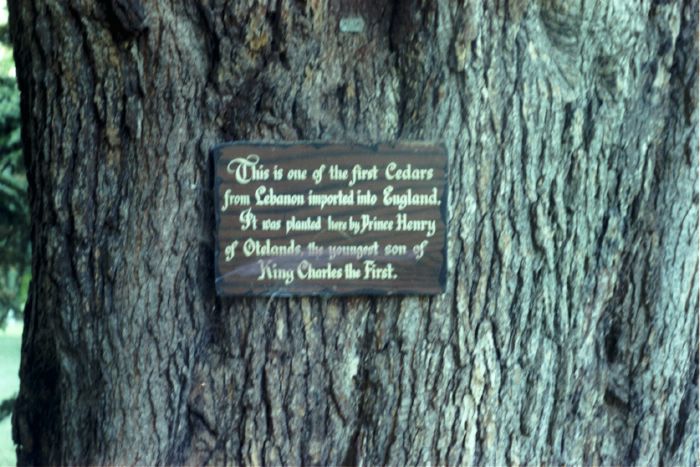 This is one of the first Cedars
from Lebanon imported into England.
It was planted here by Prince Henry
of Otelands, the youngest son of
King Charles the First.